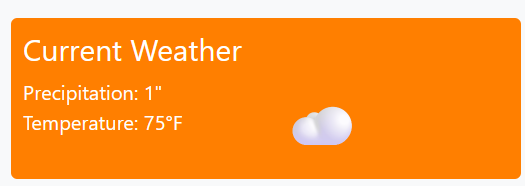 Current Weather
Precipitation: 1"
Temperature: 75°F